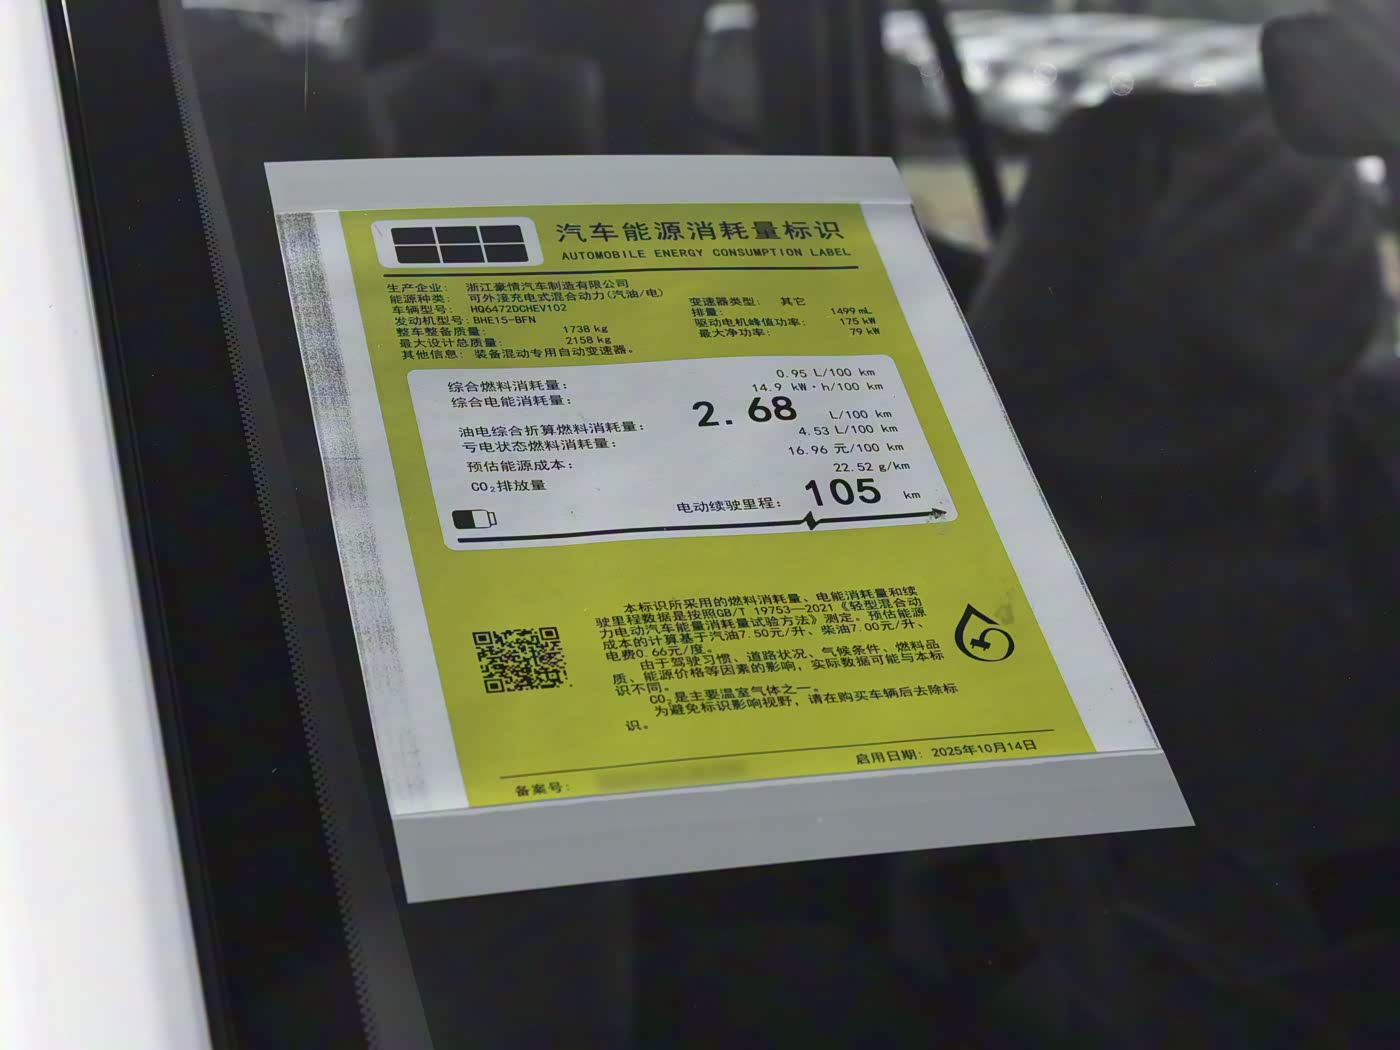 汽车能源消耗量标识
AUTOMOBILE ENERGY CONSUMPTION LABEL
生产企业: 浙江豪情汽车制造有限公司
能源种类: 可外接充电式混合动力(汽油/电)
车辆型号: HQ6472DCHEV102
变速器类型: 其它
发动机型号: BHE15-BFN
排量: 1499 mL
整车整备质量: 1738 kg
驱动电机峰值功率: 175 kW
最大设计总质量: 2158 kg
最大净功率: 79 kW
其他信息: 装备混动专用自动变速器。
综合燃料消耗量: 0.95 L/100 km
综合电能消耗量: 14.9 kW·h/100 km
油电综合折算燃料消耗量: 2.68 L/100 km
亏电状态燃料消耗量: 4.53 L/100 km
预估能源成本: 16.96 元/100 km
CO₂排放量 22.52 g/km
电动续驶里程: 105 km
本标识所采用的燃料消耗量、电能消耗量和续
驶里程数据是按照GB/T 19753—2021《轻型混合动
力电动汽车能量消耗量试验方法》测定。预估能源
成本的计算基于汽油7.50元/升、柴油7.00元/升、
电费0.66元/度。
由于驾驶习惯、道路状况、气候条件、燃料品
质、能源价格等因素的影响，实际数据可能与本标
识不同。
CO₂是主要温室气体之一。
为避免标识影响视野，请在购买车辆后去除标
识。
备案号:
启用日期: 2025年10月14日